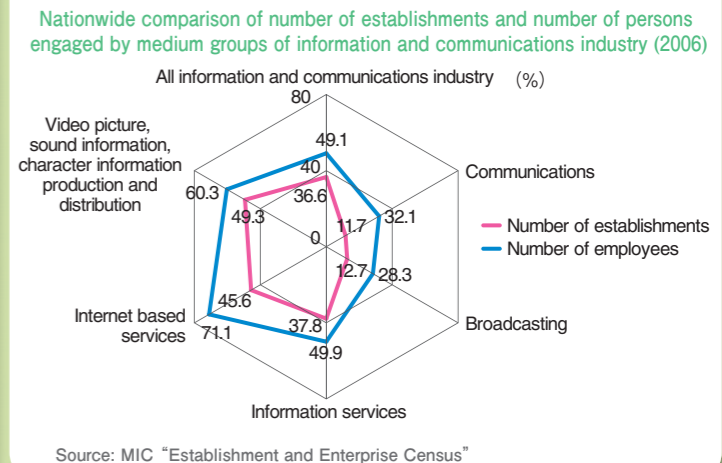 Nationwide comparison of number of establishments and number of persons
engaged by medium groups of information and communications industry (2006)
All information and communications industry (%)
80
Video picture,
sound information,
character information
production and
distribution
49.1
40
Communications
60.3
36.6
49.3
11.7
32.1
Number of establishments
Number of employees
0
12.7
28.3
45.6
Internet based
services
71.1
37.8
49.9
Broadcasting
Information services
Source: MIC “Establishment and Enterprise Census”